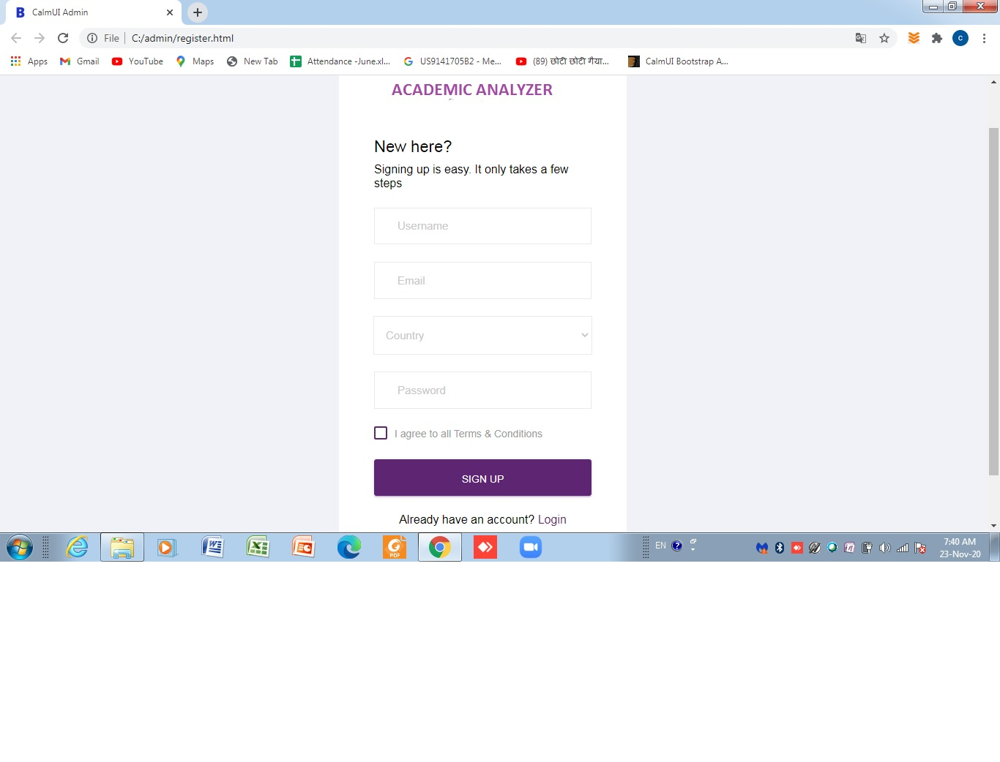 CalmUI Admin
File C:/admin/register.html
Apps Gmail YouTube Maps New Tab Attendance -June.xl... US9141705B2 - Me... (89) छोटी छोटी गैया... CalmUI Bootstrap A...
ACADEMIC ANALYZER
New here?
Signing up is easy. It only takes a few
steps
Username
Email
Country
Password
I agree to all Terms & Conditions
SIGN UP
Already have an account? Login
EN
7:40 AM
23-Nov-20